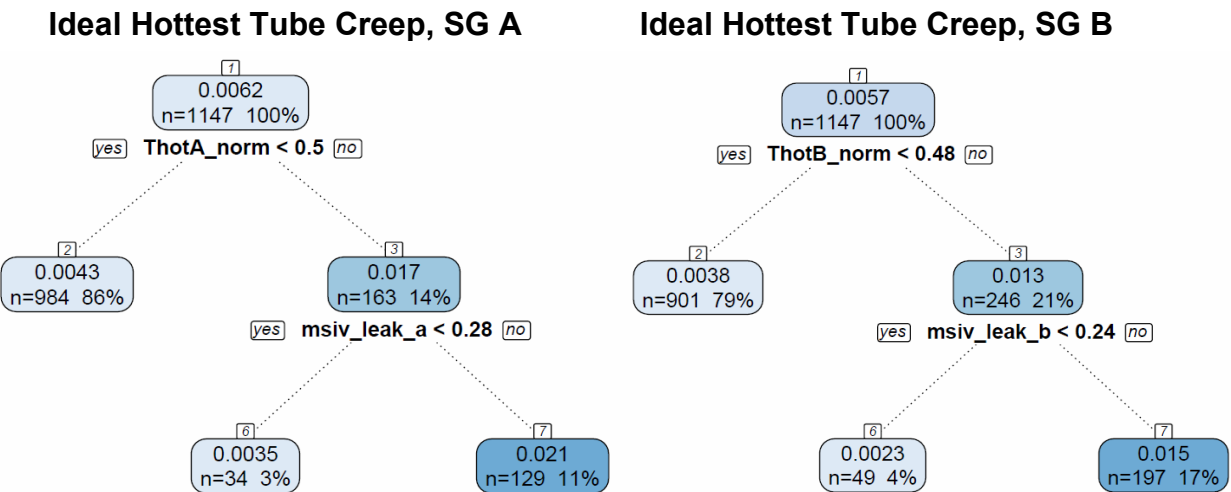 Ideal Hottest Tube Creep, SG A
1
0.0062
n=1147 100%
yes ThotA_norm < 0.5 no
2
0.0043
n=984 86%
3
0.017
n=163 14%
yes msiv_leak_a < 0.28 no
6
0.0035
n=34 3%
7
0.021
n=129 11%
Ideal Hottest Tube Creep, SG B
1
0.0057
n=1147 100%
yes ThotB_norm < 0.48 no
2
0.0038
n=901 79%
3
0.013
n=246 21%
yes msiv_leak_b < 0.24 no
6
0.0023
n=49 4%
7
0.015
n=197 17%